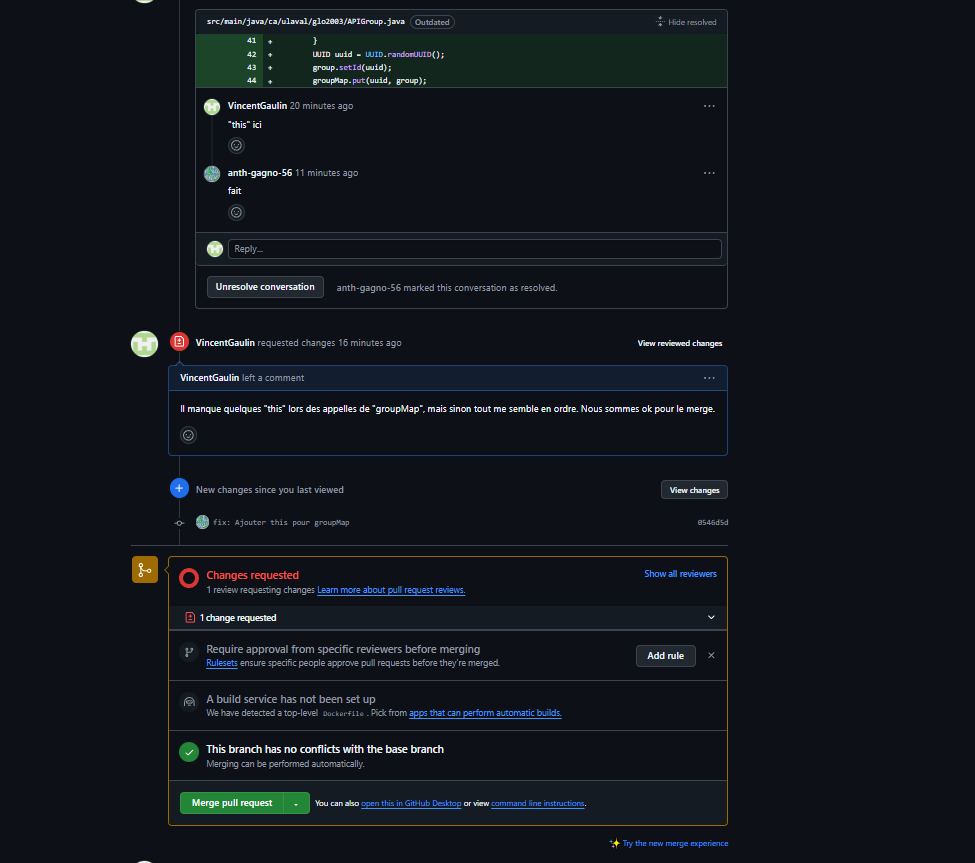 src/main/java/ca/ulaval/glo2003/APIGroup.java Outdated Hide resolved
41 + }
42 + UUID uuid = UUID.randomUUID();
43 + group.setId(uuid);
44 + groupMap.put(uuid, group);
VincentGaulin 20 minutes ago ...
"this" ici
anth-gagno-56 11 minutes ago ...
fait
Reply...
Unresolve conversation anth-gagno-56 marked this conversation as resolved.
VincentGaulin requested changes 16 minutes ago View reviewed changes
VincentGaulin left a comment ...
Il manque quelques "this" lors des appelles de "groupMap", mais sinon tout me semble en ordre. Nous sommes ok pour le merge.
New changes since you last viewed View changes
fix: Ajouter this pour groupMap 0546d5d
Changes requested Show all reviewers
1 review requesting changes Learn more about pull request reviews.
1 change requested
Require approval from specific reviewers before merging
Rulesets ensure specific people approve pull requests before they're merged.
Add rule
A build service has not been set up
We have detected a top-level Dockerfile . Pick from apps that can perform automatic builds.
This branch has no conflicts with the base branch
Merging can be performed automatically.
Merge pull request You can also open this in GitHub Desktop or view command line instructions.
Try the new merge experience